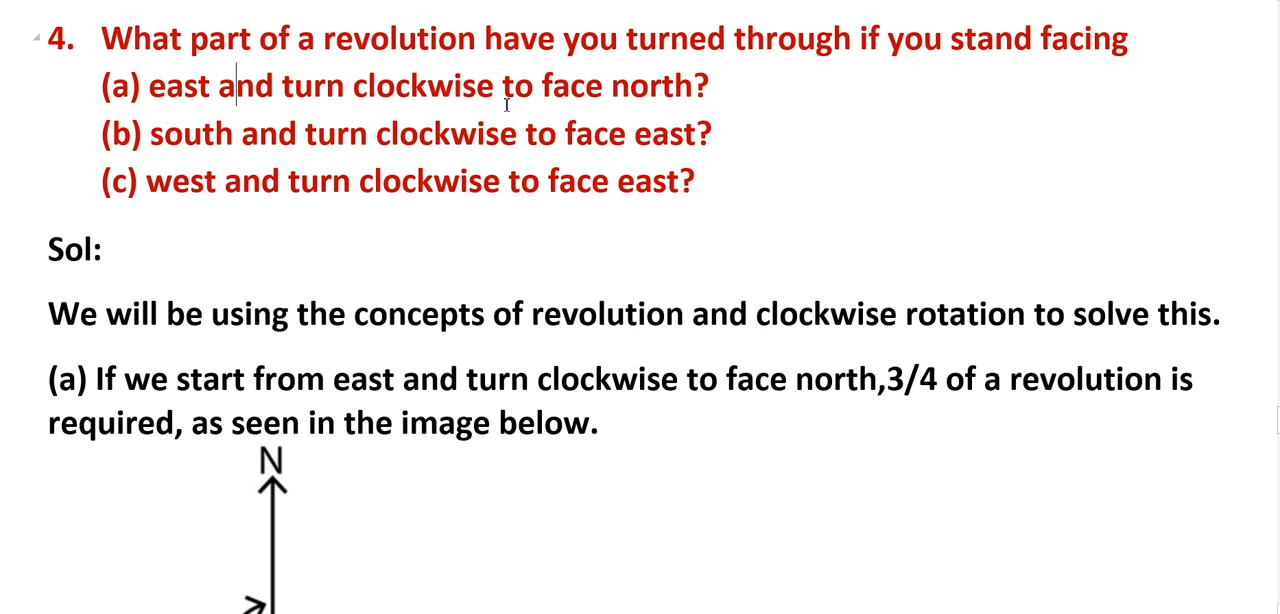 4. What part of a revolution have you turned through if you stand facing
(a) east and turn clockwise to face north?
(b) south and turn clockwise to face east?
(c) west and turn clockwise to face east?
Sol:
We will be using the concepts of revolution and clockwise rotation to solve this.
(a) If we start from east and turn clockwise to face north,3/4 of a revolution is
required, as seen in the image below.
N